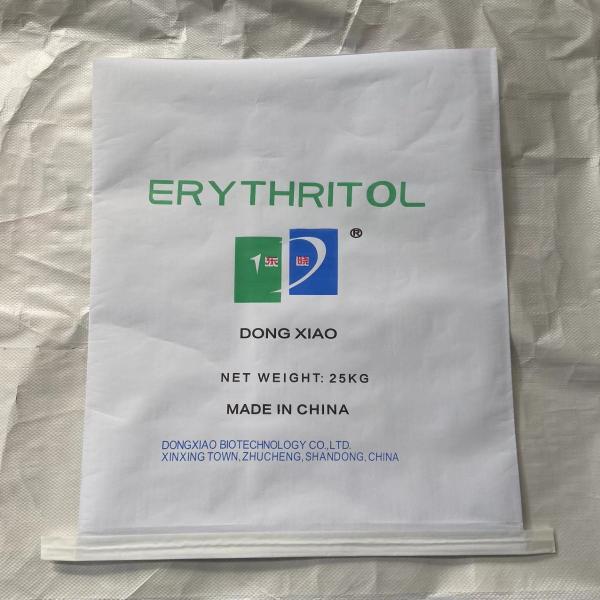 ERYTHRITOL
®
东 晓
DONG XIAO
NET WEIGHT: 25KG
MADE IN CHINA
DONGXIAO BIOTECHNOLOGY CO.,LTD.
XINXING TOWN, ZHUCHENG, SHANDONG, CHINA